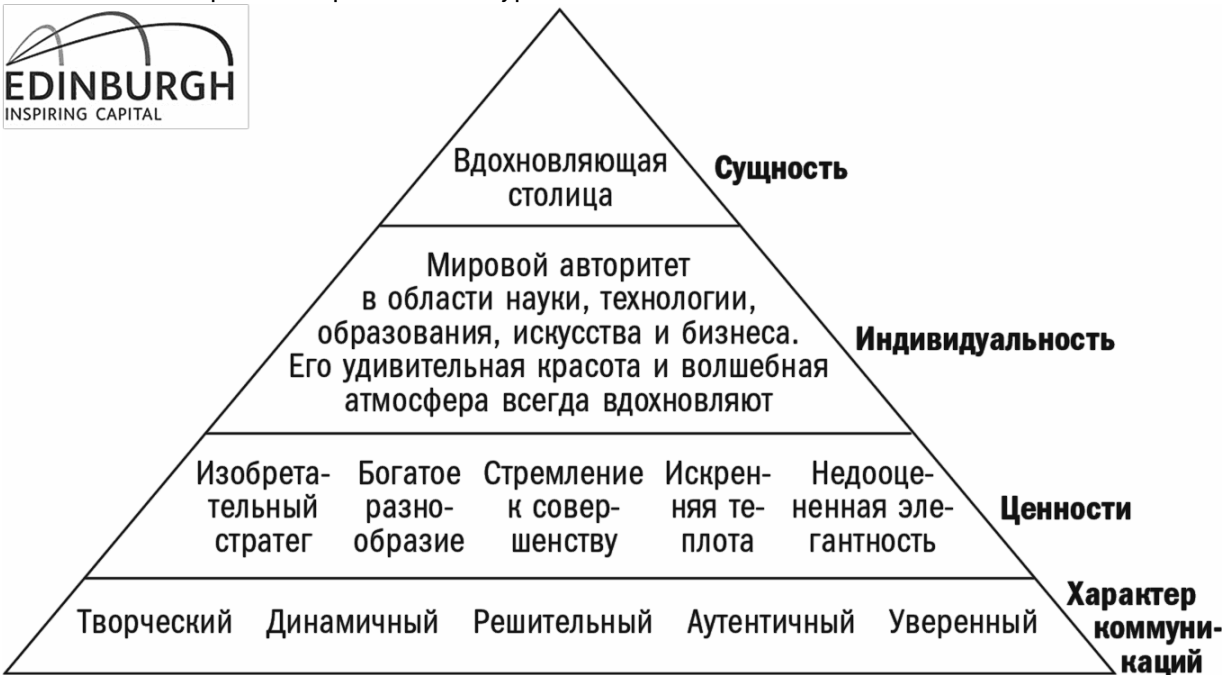 EDINBURGH
INSPIRING CAPITAL
Вдохновляющая
столица
Сущность
Мировой авторитет
в области науки, технологии,
образования, искусства и бизнеса.
Его удивительная красота и волшебная
атмосфера всегда вдохновляют
Индивидуальность
Изобрета-
тельный
стратег
Богатое
разно-
образие
Стремление
к совер-
шенству
Искрен-
няя те-
плота
Недооце-
ненная эле-
гантность
Ценности
Творческий Динамичный Решительный Аутентичный Уверенный
Характер
коммуни-
каций